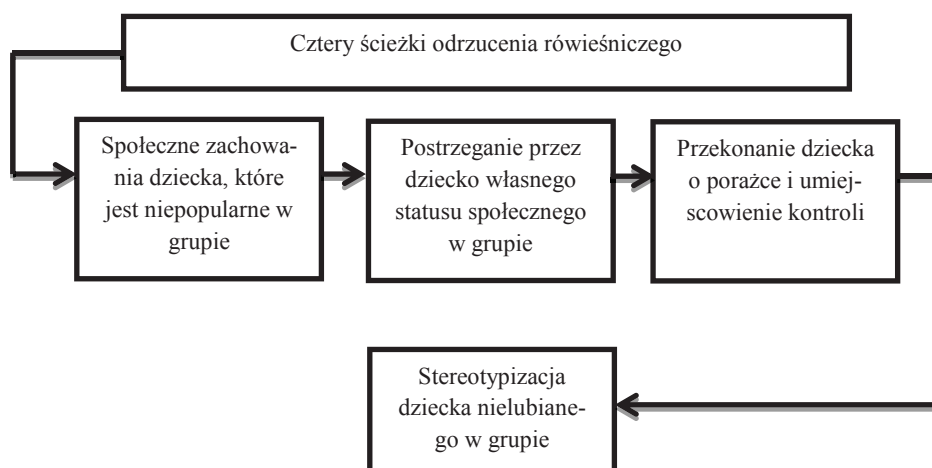 Cztery ścieżki odrzucenia rówieśniczego
Społeczne zachowa-
nia dziecka, które
jest niepopularne w
grupie
Postrzeganie przez
dziecko własnego
statusu społecznego
w grupie
Przekonanie dziecka
o porażce i umiej-
scowienie kontroli
Stereotypizacja
dziecka nielubiane-
go w grupie